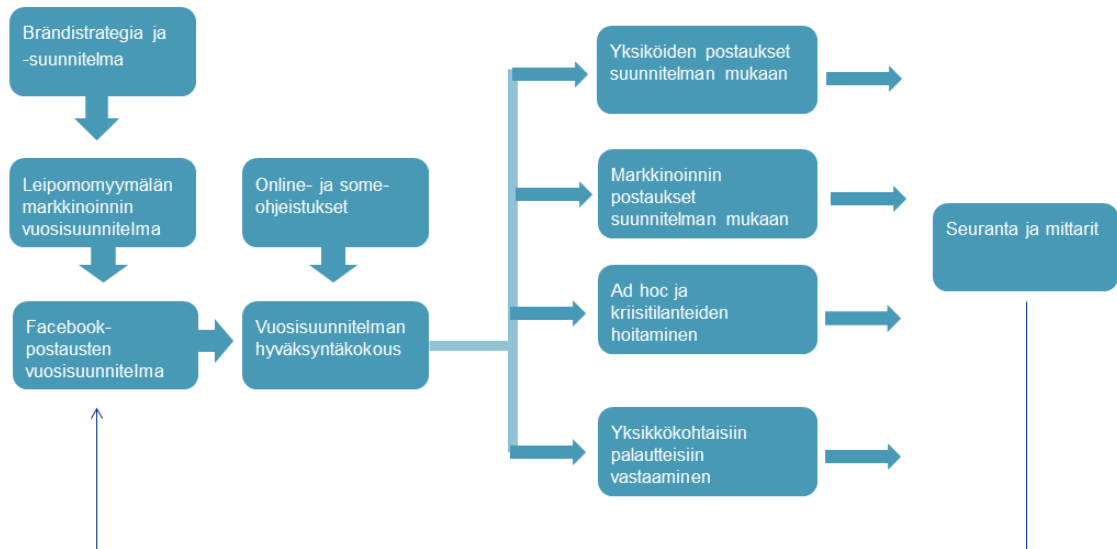 Brändistrategia ja
-suunnitelma
Leipomomyymälän
markkinoinnin
vuosisuunnitelma
Facebook-
postausten
vuosisuunnitelma
Online- ja some-
ohjeistukset
Vuosisuunnitelman
hyväksyntäkokous
Yksiköiden postaukset
suunnitelman mukaan
Markkinoinnin
postaukset
suunnitelman mukaan
Ad hoc ja
kriisitilanteiden
hoitaminen
Yksikkökohtaisiin
palautteisiin
vastaaminen
Seuranta ja mittarit